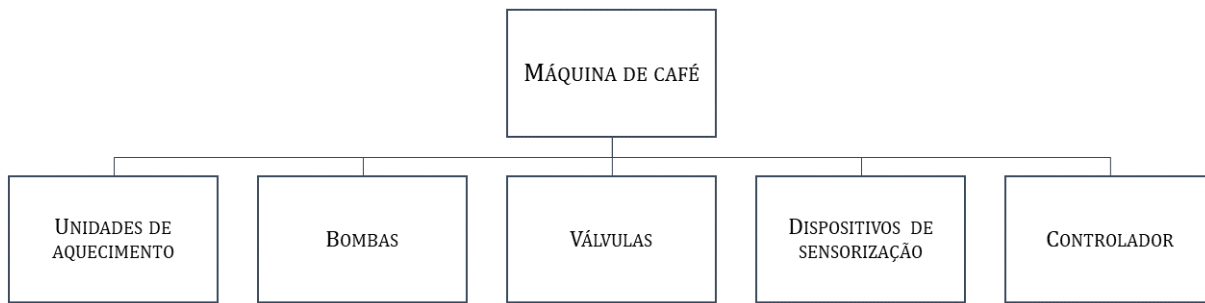 Máquina de café
Unidades de
aquecimento
Bombas
Válvulas
Dispositivos de
sensorização
Controlador